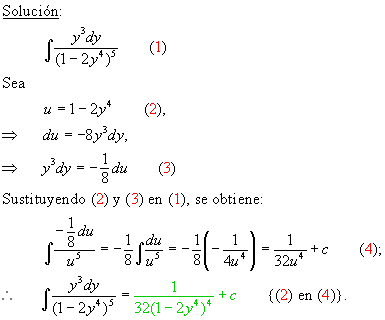 Solución:
∫ y³dy / (1 − 2y⁴)⁵ (1)
Sea
u = 1 − 2y⁴ (2),
⇒ du = −8y³dy,
⇒ y³dy = −1/8 du (3)
Sustituyendo (2) y (3) en (1), se obtiene:
∫ (−1/8 du) / u⁵ = −1/8 ∫ du/u⁵ = −1/8 (−1/4u⁴) = 1/32u⁴ + c (4);
∴ ∫ y³dy / (1 − 2y⁴)⁵ = 1 / 32(1 − 2y⁴)⁴ + c {(2) en (4)}.